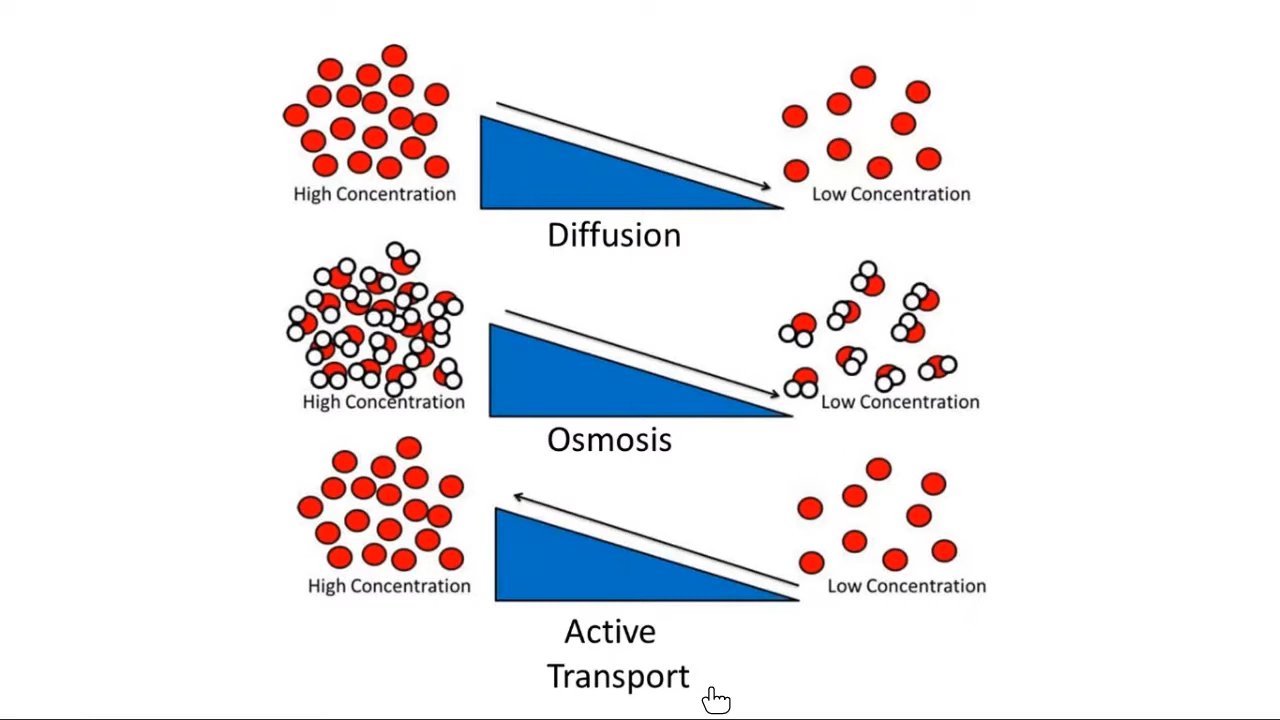 High Concentration
Low Concentration
Diffusion
High Concentration
Low Concentration
Osmosis
High Concentration
Low Concentration
Active
Transport